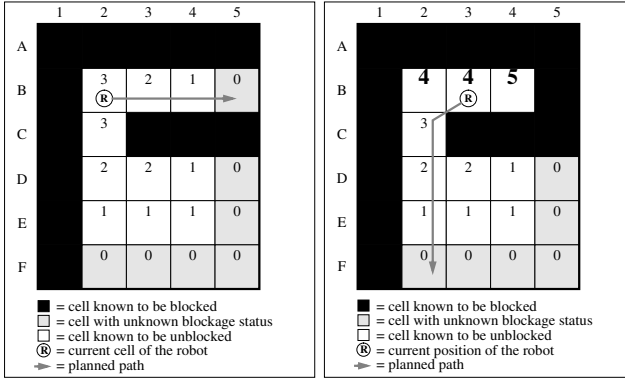 1 2 3 4 5
A
B 3 2 1 0
R
C 3
D 2 2 1 0
E 1 1 1 0
F 0 0 0 0
= cell known to be blocked
= cell with unknown blockage status
= cell known to be unblocked
R = current cell of the robot
= planned path
1 2 3 4 5
A
B 4 4 5
R
C 3
D 2 2 1 0
E 1 1 1 0
F 0 0 0 0
= cell known to be blocked
= cell with unknown blockage status
= cell known to be unblocked
R = current position of the robot
= planned path